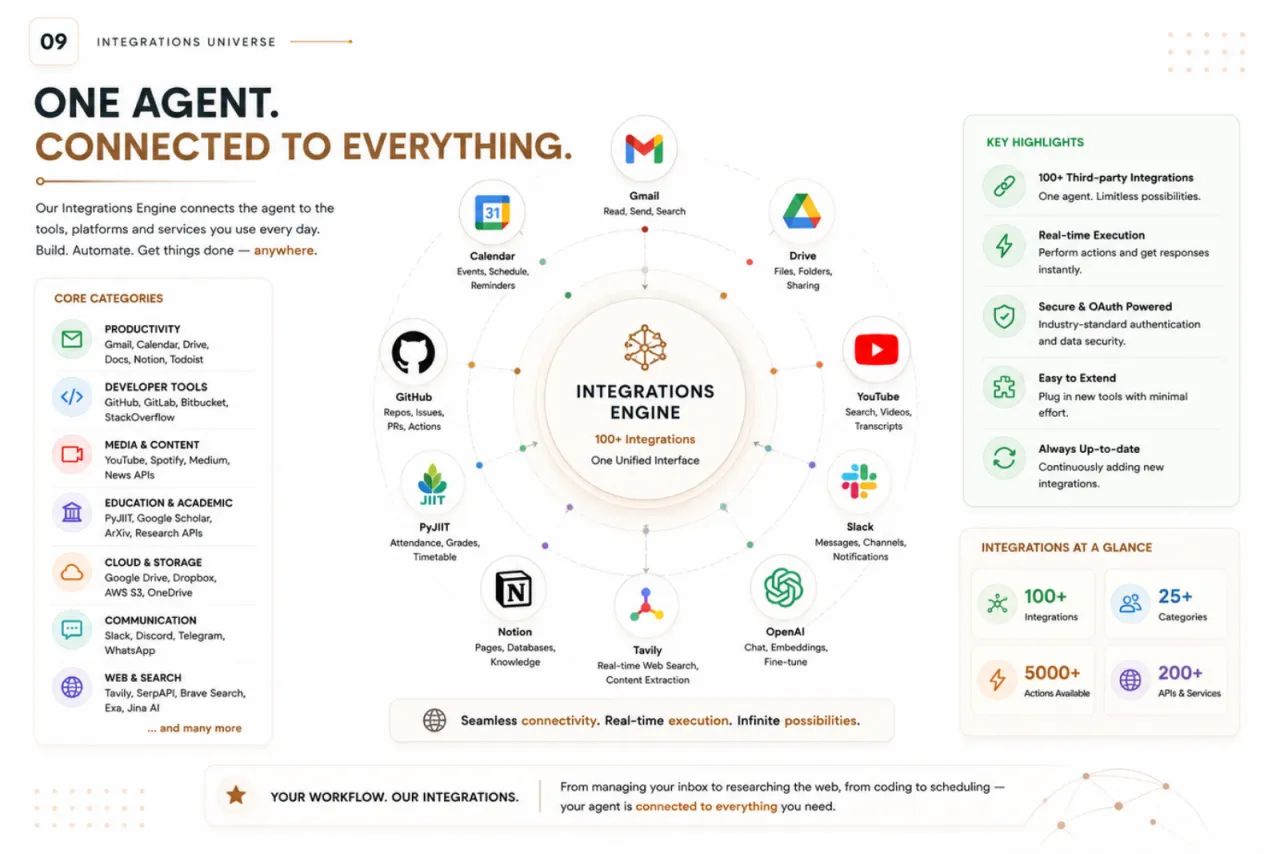 09
INTEGRATIONS UNIVERSE
ONE AGENT.
CONNECTED TO EVERYTHING.
Our Integrations Engine connects the agent to the
tools, platforms and services you use every day.
Build. Automate. Get things done — anywhere.
CORE CATEGORIES
PRODUCTIVITY
Gmail, Calendar, Drive,
Docs, Notion, Todoist
DEVELOPER TOOLS
GitHub, GitLab, Bitbucket,
StackOverflow
MEDIA & CONTENT
YouTube, Spotify, Medium,
News APIs
EDUCATION & ACADEMIC
PyJIIT, Google Scholar,
ArXiv, Research APIs
CLOUD & STORAGE
Google Drive, Dropbox,
AWS S3, OneDrive
COMMUNICATION
Slack, Discord, Telegram,
WhatsApp
WEB & SEARCH
Tavily, SerpAPI, Brave Search,
Exa, Jina AI
... and many more
Gmail
Read, Send, Search
31
Calendar
Events, Schedule,
Reminders
Drive
Files, Folders,
Sharing
GitHub
Repos, Issues,
PRs, Actions
YouTube
Search, Videos,
Transcripts
INTEGRATIONS
ENGINE
100+ Integrations
One Unified Interface
JIIT
PyJIIT
Attendance, Grades,
Timetable
Slack
Messages, Channels,
Notifications
N
Notion
Pages, Databases,
Knowledge
Tavily
Real-time Web Search,
Content Extraction
OpenAI
Chat, Embeddings,
Fine-tune
Seamless connectivity. Real-time execution. Infinite possibilities.
KEY HIGHLIGHTS
100+ Third-party Integrations
One agent. Limitless possibilities.
Real-time Execution
Perform actions and get responses
instantly.
Secure & OAuth Powered
Industry-standard authentication
and data security.
Easy to Extend
Plug in new tools with minimal
effort.
Always Up-to-date
Continuously adding new
integrations.
INTEGRATIONS AT A GLANCE
100+
Integrations
25+
Categories
5000+
Actions Available
200+
APIs & Services
YOUR WORKFLOW. OUR INTEGRATIONS.
From managing your inbox to researching the web, from coding to scheduling —
your agent is connected to everything you need.